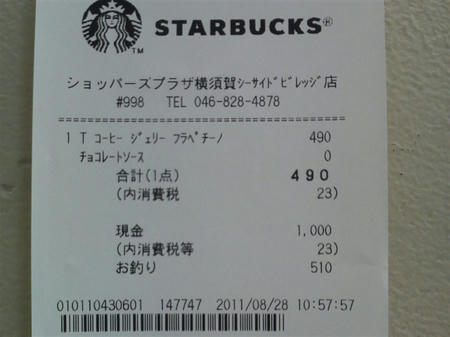 STARBUCKS®
TM
ショッパーズプラザ横須賀シーサイドビレッジ店
#998 TEL 046-828-4878
================================
1 T コーヒー ジェリー フラペチーノ 490
チョコレートソース 0
合計(1点) 490
(内消費税 23)
現金 1,000
(内消費税等 23)
お釣り 510
010110430601 147747 2011/08/28 10:57:57